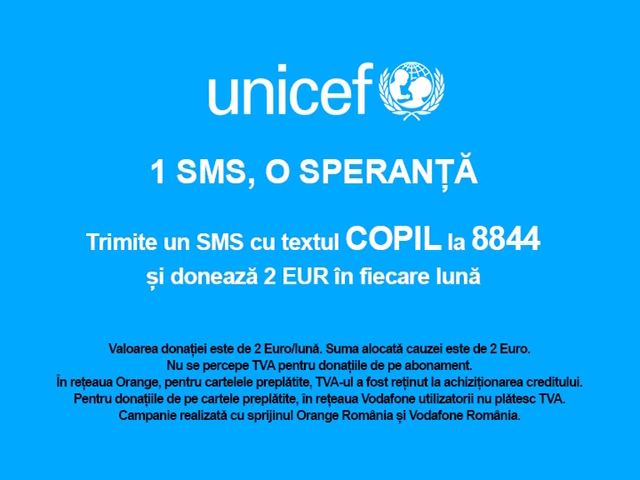 unicef
1 SMS, O SPERANȚĂ
Trimite un SMS cu textul COPIL la 8844
și donează 2 EUR în fiecare lună
Valoarea donației este de 2 Euro/lună. Suma alocată cauzei este de 2 Euro.
Nu se percepe TVA pentru donațiile de pe abonament.
În rețeaua Orange, pentru cartelele preplătite, TVA-ul a fost reținut la achiziționarea creditului.
Pentru donațiile de pe cartele preplătite, în rețeaua Vodafone utilizatorii nu plătesc TVA.
Campanie realizată cu sprijinul Orange România și Vodafone România.